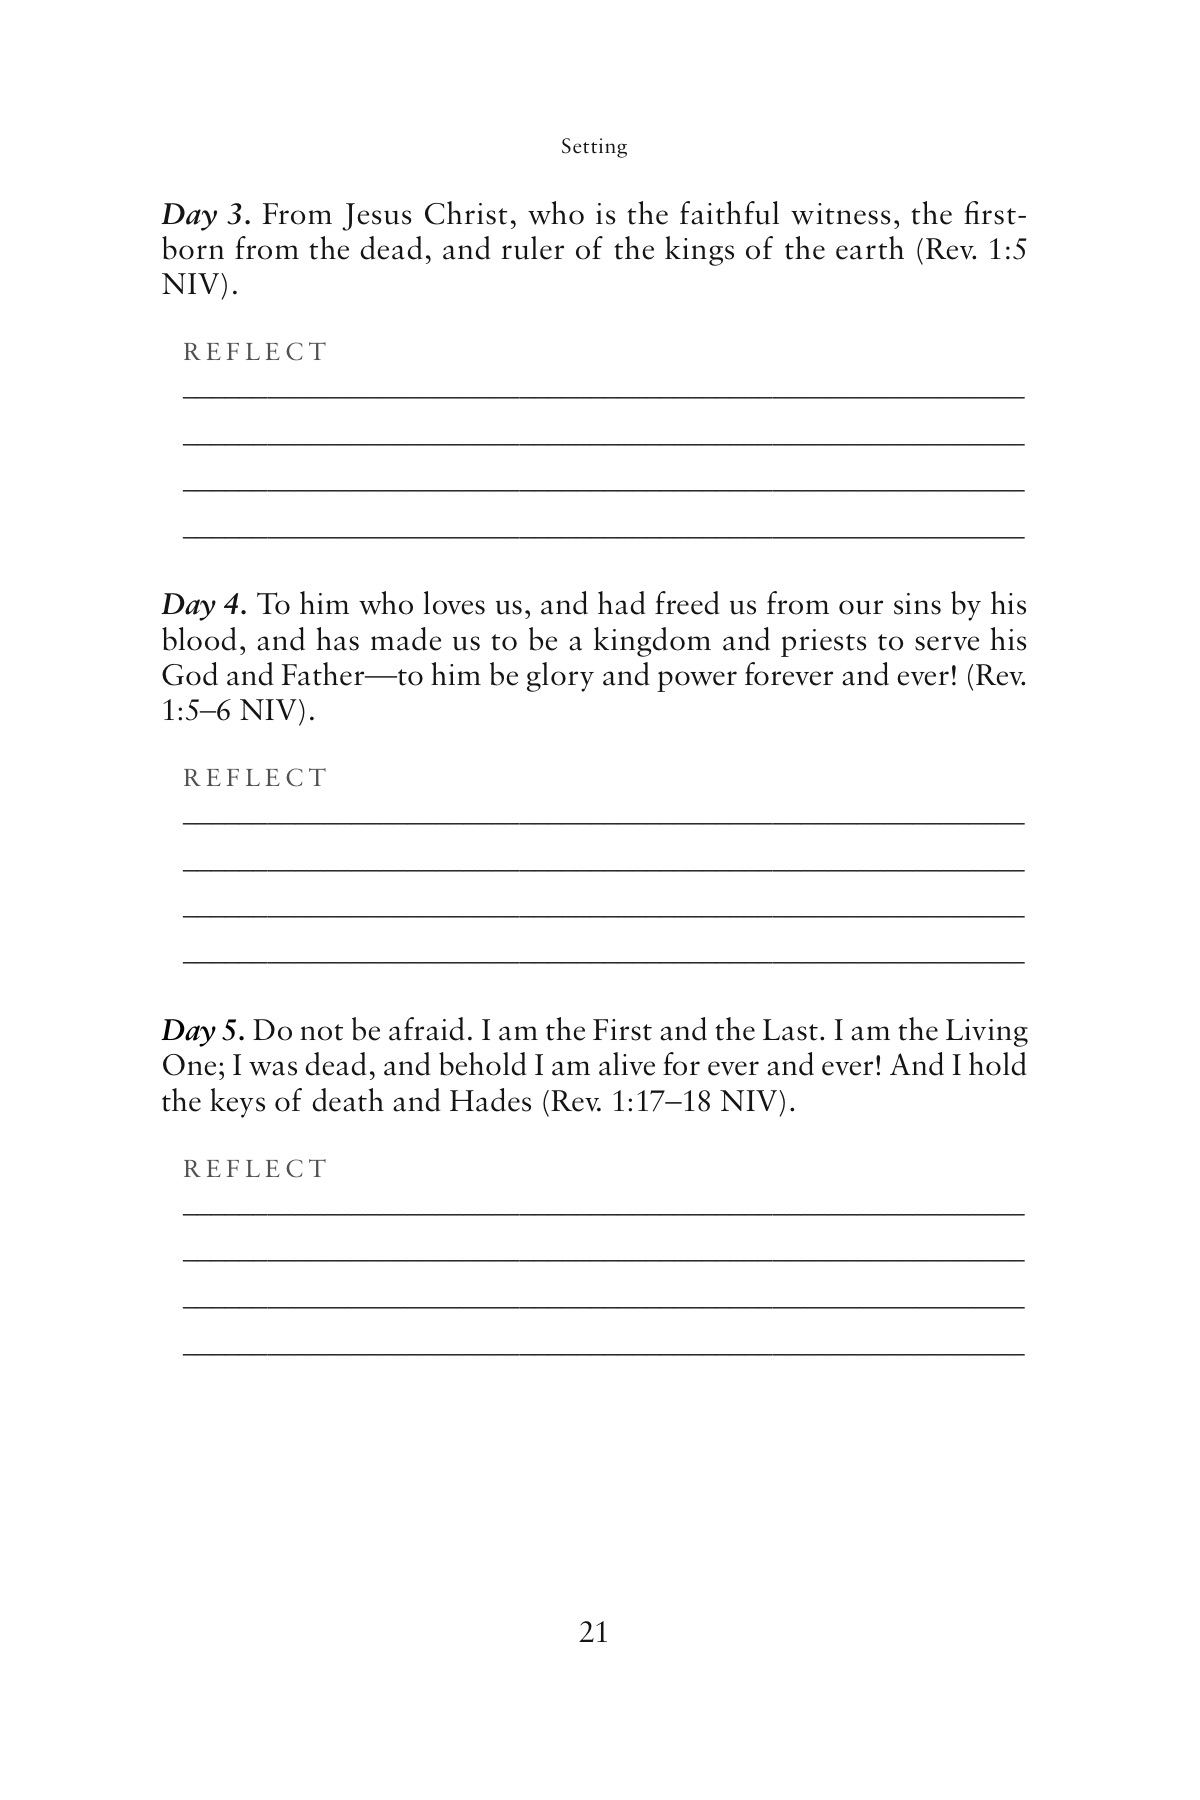 Setting
Day 3. From Jesus Christ, who is the faithful witness, the first-
born from the dead, and ruler of the kings of the earth (Rev. 1:5
NIV).
REFLECT
Day 4. To him who loves us, and had freed us from our sins by his
blood, and has made us to be a kingdom and priests to serve his
God and Father—to him be glory and power forever and ever! (Rev.
1:5–6 NIV).
REFLECT
Day 5. Do not be afraid. I am the First and the Last. I am the Living
One; I was dead, and behold I am alive for ever and ever! And I hold
the keys of death and Hades (Rev. 1:17–18 NIV).
REFLECT
21